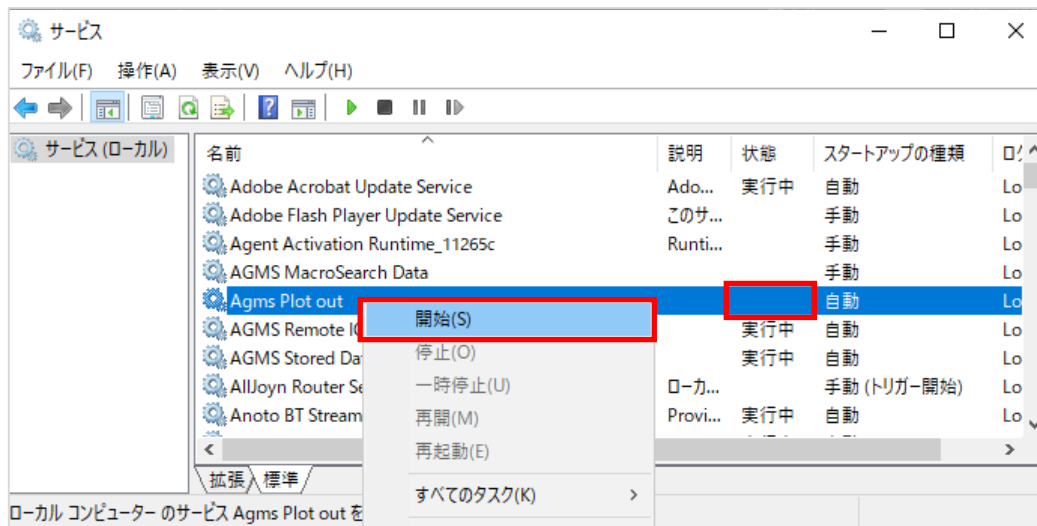 サービス
ファイル(F) 操作(A) 表示(V) ヘルプ(H)
サービス (ローカル)
名前 説明 状態 スタートアップの種類 ログ
Adobe Acrobat Update Service Ado... 実行中 自動 Lo
Adobe Flash Player Update Service このサ... 手動 Lo
Agent Activation Runtime_11265c Runti... 手動 Lo
AGMS MacroSearch Data 手動 Lo
Agms Plot out 自動 Lo
開始(S)
AGMS Remote 実行中 自動 Lo
停止(O)
AGMS Stored Da 実行中 自動 Lo
一時停止(U)
AllJoyn Router Se ローカ... 手動 (トリガー開始) Lo
再開(M)
Anoto BT Stream Provi... 実行中 自動 Lo
再起動(E)
拡張 標準
すべてのタスク(K)
ローカル コンピューター のサービス Agms Plot out を